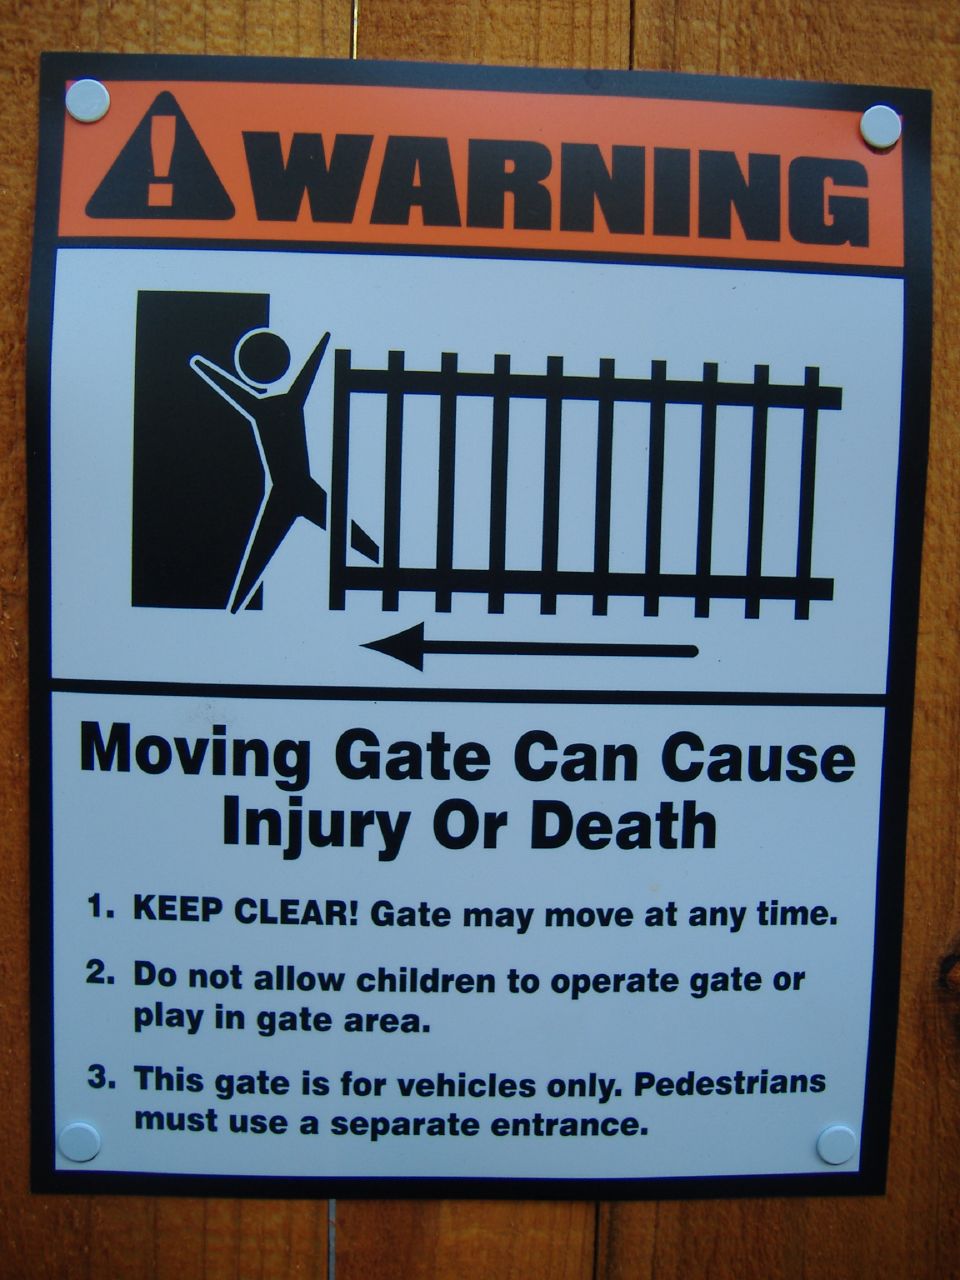 WARNING
Moving Gate Can Cause
Injury Or Death
1. KEEP CLEAR! Gate may move at any time.
2. Do not allow children to operate gate or
play in gate area.
3. This gate is for vehicles only. Pedestrians
must use a separate entrance.